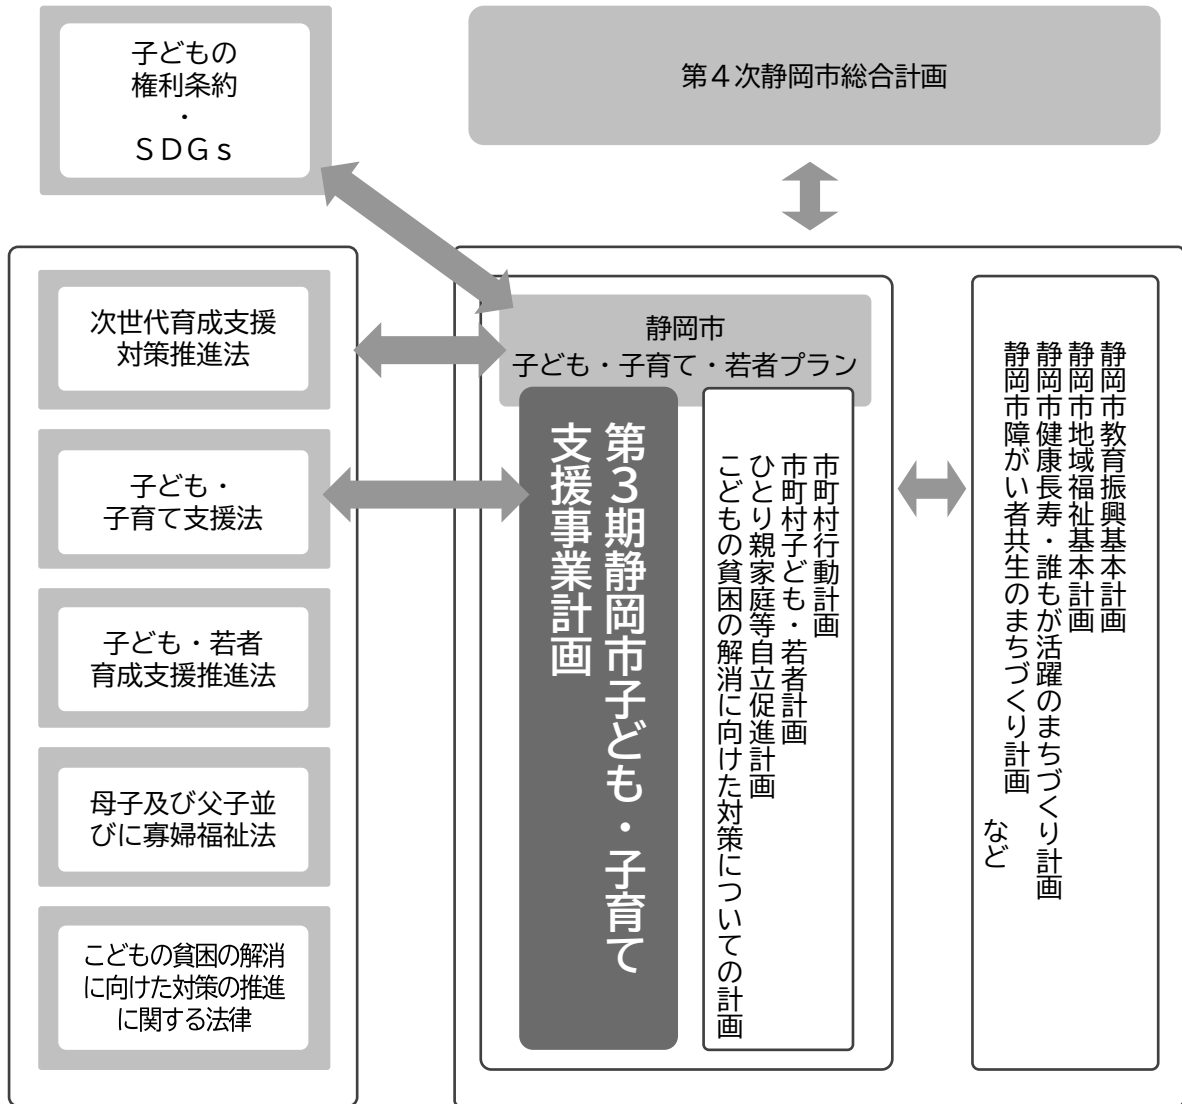 子どもの
権利条約
・
ＳＤＧｓ
第４次静岡市総合計画
次世代育成支援
対策推進法
子ども・
子育て支援法
子ども・若者
育成支援推進法
母子及び父子並
びに寡婦福祉法
こどもの貧困の解消
に向けた対策の推進
に関する法律
静岡市
子ども・子育て・若者プラン
第３期静岡市子ども・子育て
支援事業計画
市町村行動計画
市町村子ども・若者計画
ひとり親家庭等自立促進計画
こどもの貧困の解消に向けた対策についての計画
静岡市教育振興基本計画
静岡市地域福祉基本計画
静岡市健康長寿・誰もが活躍のまちづくり計画
静岡市障がい者共生のまちづくり計画
など